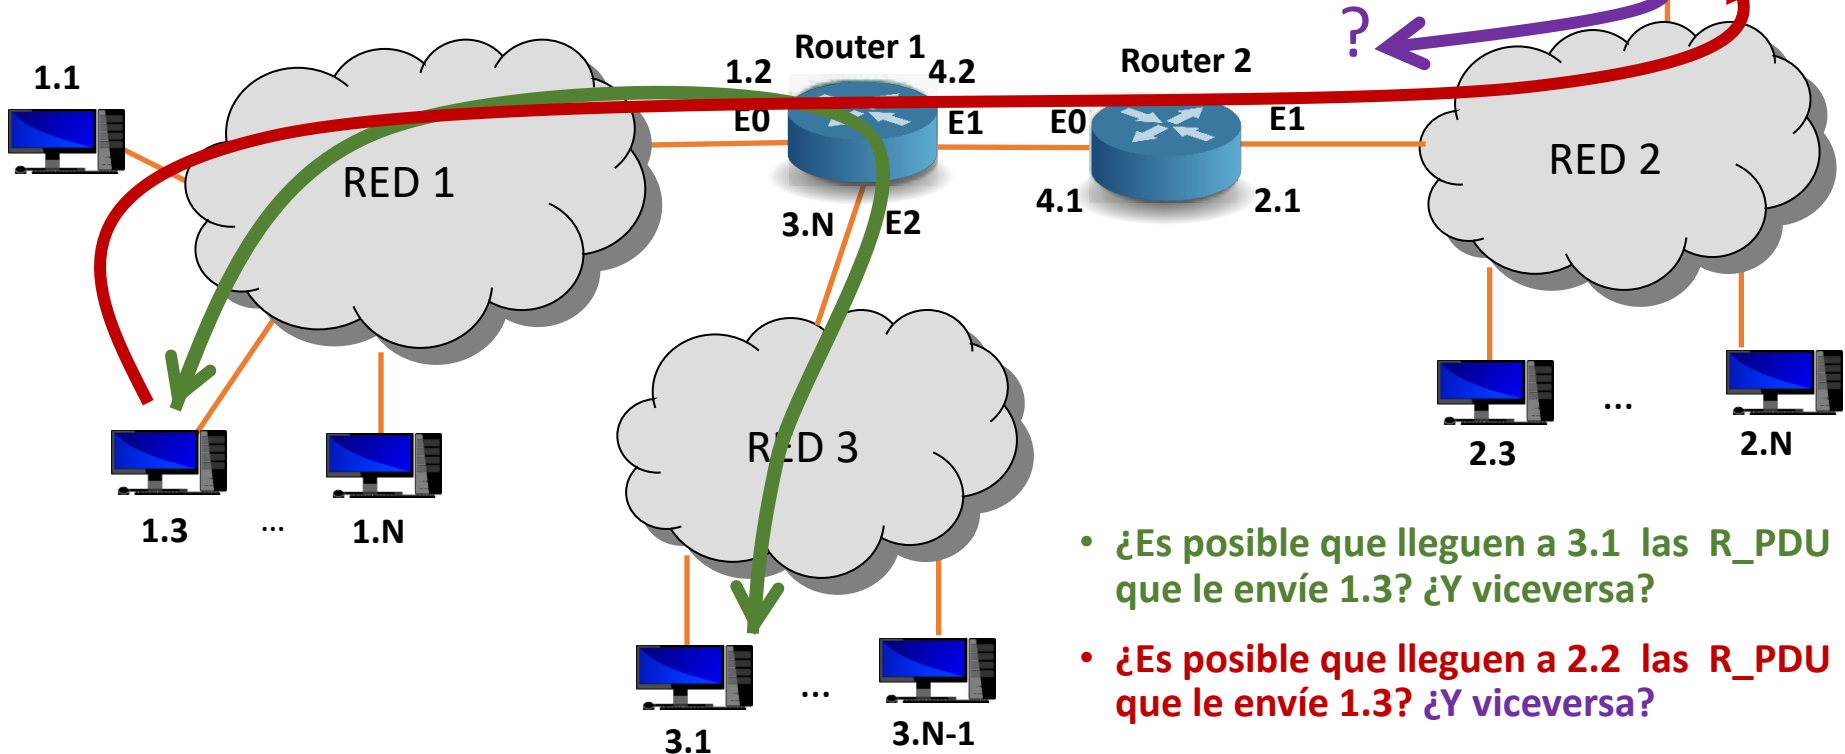 ?
Router 1
1.1
1.2
4.2
Router 2
E0
E1
E0
E1
RED 1
RED 2
3.N
E2
4.1
2.1
RED 3
2.3
...
2.N
1.3
...
1.N
• ¿Es posible que lleguen a 3.1 las R_PDU
que le envíe 1.3? ¿Y viceversa?
• ¿Es posible que lleguen a 2.2 las R_PDU
que le envíe 1.3? ¿Y viceversa?
3.1
...
3.N-1